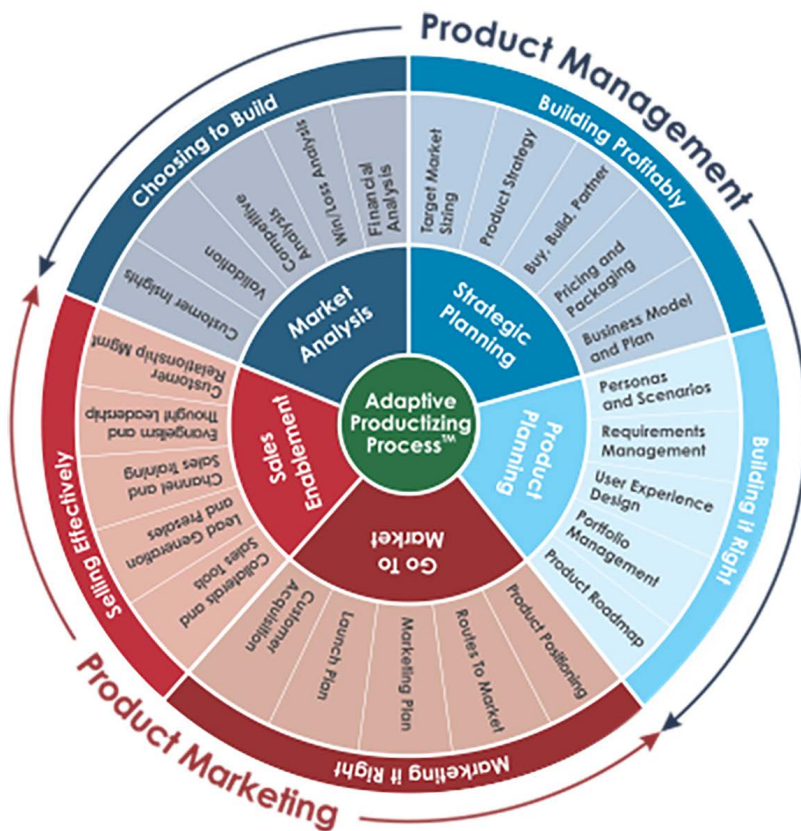 Product Management
Choosing to Build
Customer Insights
Validation
Competitive
Analysis
Win/Loss Analysis
Financial
Analysis
Market
Analysis
Building Profitably
Target Market
Sizing
Product Strategy
Buy, Build, Partner
Pricing and
Packaging
Business Model
and Plan
Strategic
Planning
Building it Right
Personas
and Scenarios
Requirements
Management
User Experience
Design
Portfolio
Management
Product Roadmap
Product
Planning
Marketing it Right
Product Positioning
Routes To Market
Marketing Plan
Launch Plan
Customer
Acquisition
Go To
Market
Selling Effectively
Collaterals and
Sales Tools
Lead Generation
and Presales
Channel and
Sales Training
Evangelism and
Thought Leadership
Customer
Relationship Mgmt
Sales
Enablement
Adaptive
Productizing
Process™
Product Marketing